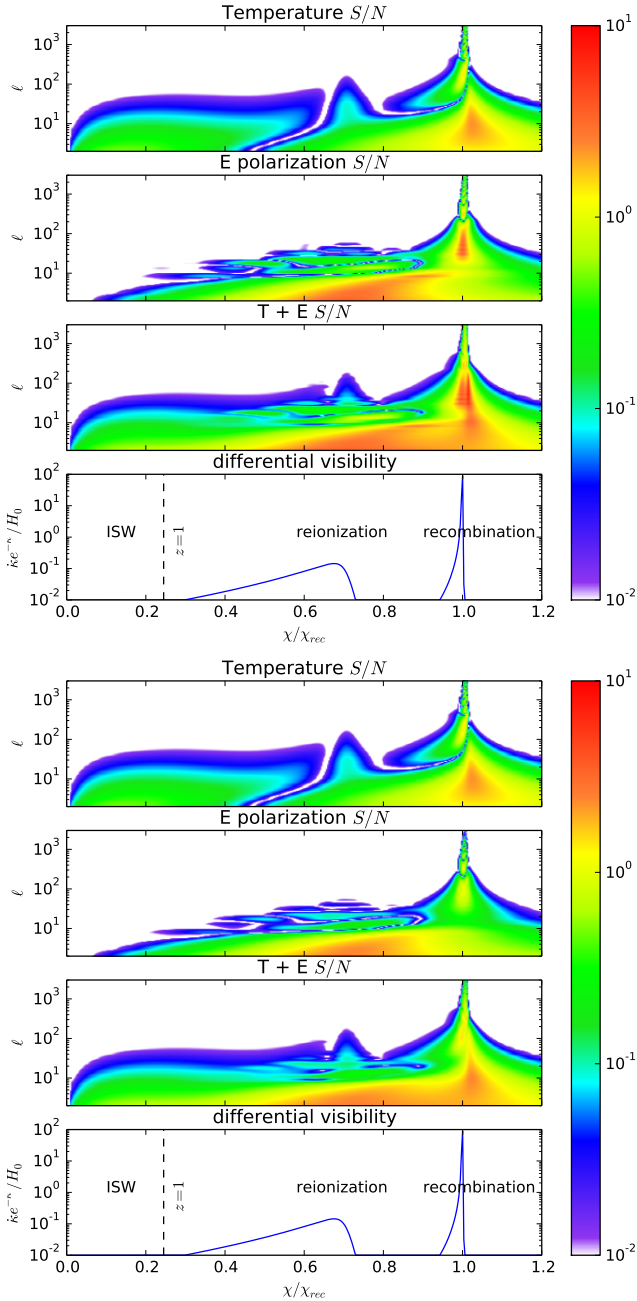 Temperature S/N
10^3
10^2
10^1
ℓ
E polarization S/N
10^3
10^2
10^1
ℓ
T + E S/N
10^3
10^2
10^1
ℓ
differential visibility
10^2
10^1
10^0
10^-1
10^-2
κ̇e^-κ/H_0
ISW
z=1
reionization
recombination
0.0 0.2 0.4 0.6 0.8 1.0 1.2
χ/χ_rec
10^1
10^0
10^-1
10^-2
Temperature S/N
10^3
10^2
10^1
ℓ
E polarization S/N
10^3
10^2
10^1
ℓ
T + E S/N
10^3
10^2
10^1
ℓ
differential visibility
10^2
10^1
10^0
10^-1
10^-2
κ̇e^-κ/H_0
ISW
z=1
reionization
recombination
0.0 0.2 0.4 0.6 0.8 1.0 1.2
χ/χ_rec
10^1
10^0
10^-1
10^-2